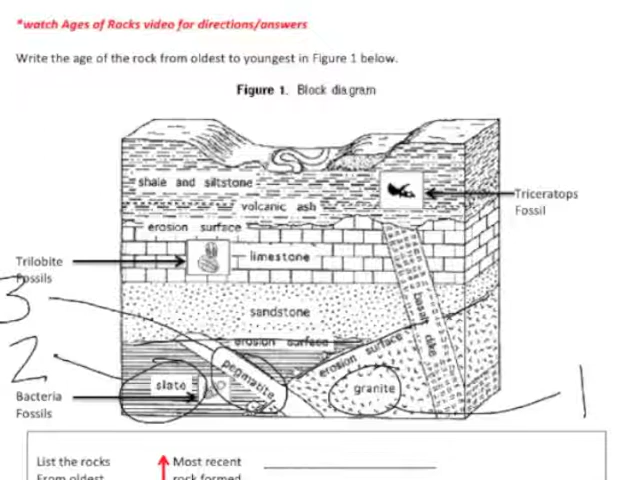 *watch Ages of Rocks video for directions/answers
Write the age of the rock from oldest to youngest in Figure 1 below.
Figure 1. Block diagram
shale and siltstone
Triceratops
Fossil
volcanic ash
erosion surface
limestone
Trilobite
Fossils
3
sandstone
basalt dike
erosion surface
erosion surface
2
pegmatite
slate
granite
1
Bacteria
Fossils
List the rocks
Most recent
From oldest
rock formed